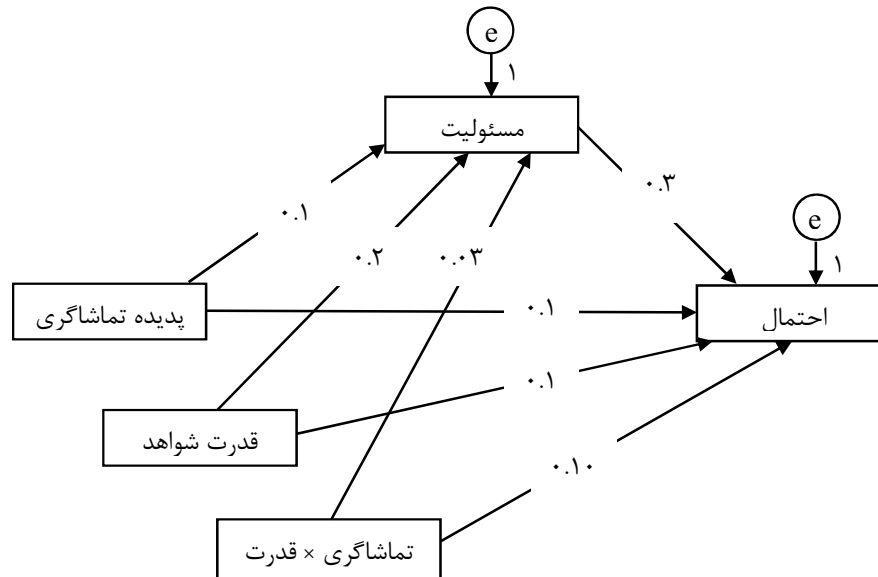 e
۱
مسئولیت
۰.۳
e
۱
۰.۱
۰.۲
۰.۰۳
پدیده تماشاگری
۰.۱
احتمال
۰.۱
قدرت شواهد
۰.۱۰
تماشاگری × قدرت